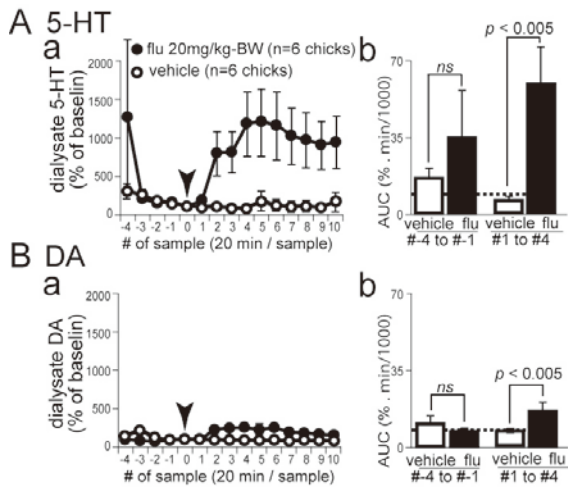 A 5-HT
a
flu 20mg/kg-BW (n=6 chicks)
vehicle (n=6 chicks)
dialysate 5-HT
(% of baselin)
2000
1500
1000
500
0
-4 -3 -2 -1 0 1 2 3 4 5 6 7 8 9 10
# of sample (20 min / sample)
b
p < 0.005
ns
AUC (% . min/1000)
70
35
0
vehicle flu vehicle flu
#-4 to #-1 #1 to #4
B DA
a
dialysate DA
(% of baselin)
2000
1500
1000
500
0
-4 -3 -2 -1 0 1 2 3 4 5 6 7 8 9 10
# of sample (20 min / sample)
b
p < 0.005
ns
AUC (% . min/1000)
70
35
0
vehicle flu vehicle flu
#-4 to #-1 #1 to #4